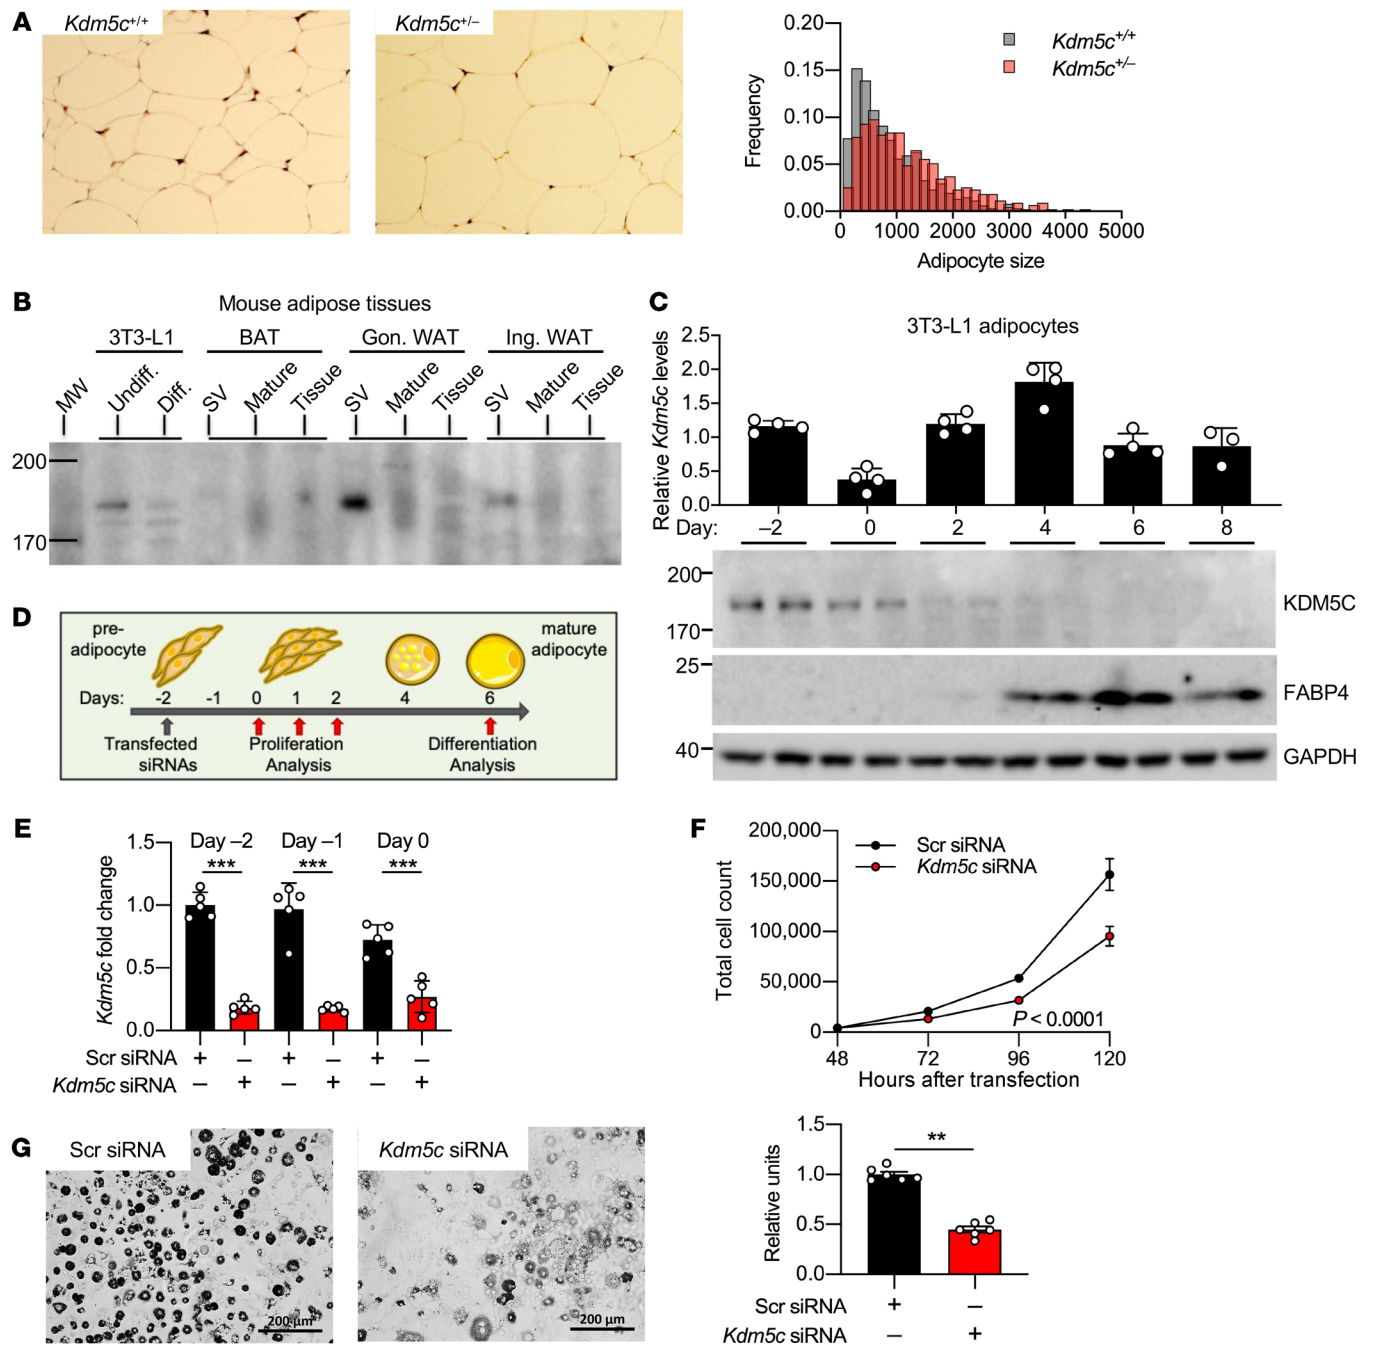 A
Kdm5c+/+
Kdm5c+/–
0.20
0.15
0.10
0.05
0.00
Frequency
0 1000 2000 3000 4000 5000
Adipocyte size
Kdm5c+/+
Kdm5c+/–
B
Mouse adipose tissues
3T3-L1 BAT Gon. WAT Ing. WAT
MW Undiff. Diff. SV Mature Tissue SV Mature Tissue SV Mature Tissue
200
170
C
3T3-L1 adipocytes
Relative Kdm5c levels
2.5
2.0
1.5
1.0
0.5
0.0
Day: –2 0 2 4 6 8
200
170
KDM5C
25
FABP4
40
GAPDH
D
pre-
adipocyte
mature
adipocyte
Days: -2 -1 0 1 2 4 6
Transfected
siRNAs
Proliferation
Analysis
Differentiation
Analysis
E
Kdm5c fold change
1.5
1.0
0.5
0.0
Day –2 Day –1 Day 0
*** *** ***
Scr siRNA + – + – + –
Kdm5c siRNA – + – + – +
F
Total cell count
200,000
150,000
100,000
50,000
0
Scr siRNA
Kdm5c siRNA
P < 0.0001
48 72 96 120
Hours after transfection
G
Scr siRNA
200 µm
Kdm5c siRNA
200 µm
Relative units
1.5
1.0
0.5
0.0
**
Scr siRNA + –
Kdm5c siRNA – +